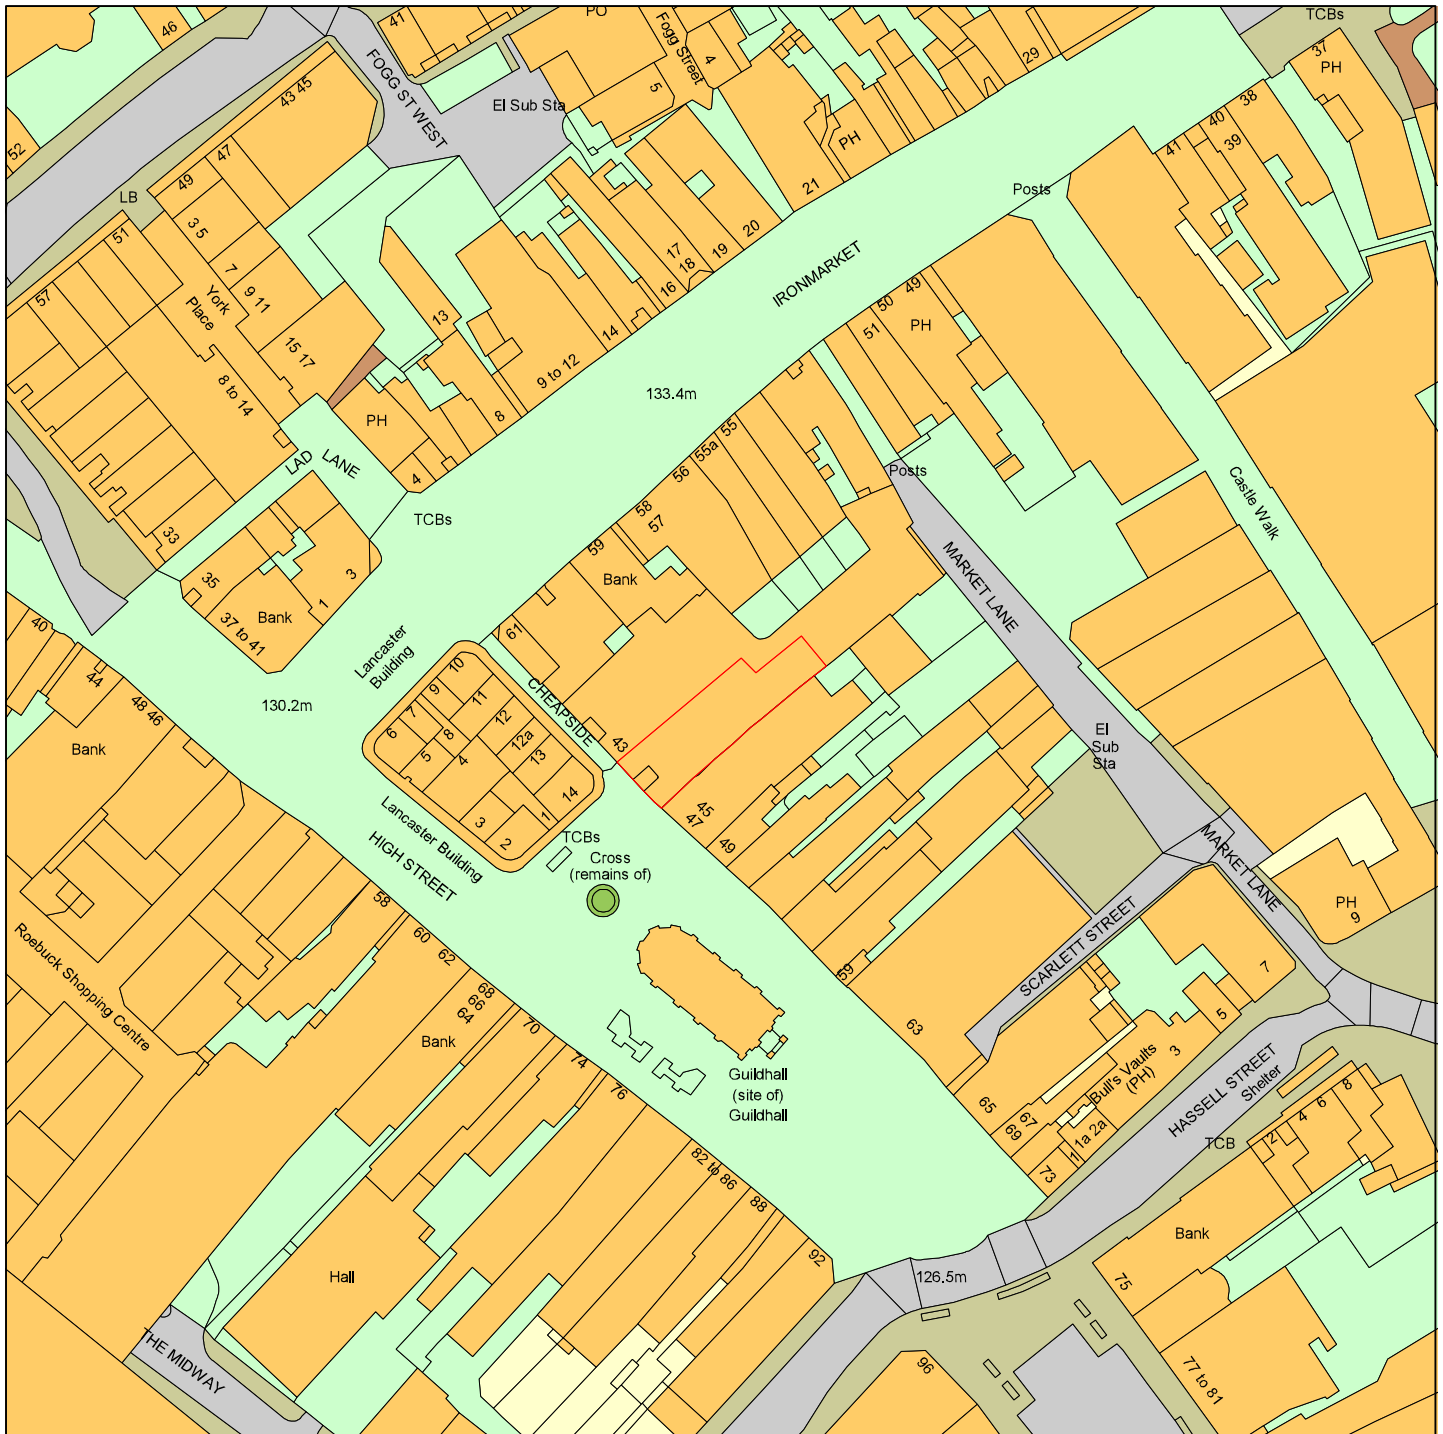 46
41
PO
Fogg Street
4
5
29
TCBs
37
PH
FOGG ST WEST
El Sub Sta
43 45
52
47
49
LB
51
3 5
7
9 11
York
Place
15 17
8 to 14
57
33
13
PH
4
8
9 to 12
14
16
17
18
19
20
21
PH
IRONMARKET
Posts
38
40
39
41
133.4m
50
49
51
PH
Posts
Castle Walk
LAD
LANE
TCBs
35
37 to 41
Bank
1
3
55
55a
56
58
57
59
Bank
61
MARKET LANE
40
44
48 46
Bank
130.2m
Lancaster
Building
10
9
7
6
11
8
5
12
12a
4
13
14
3
2
1
CHEAPSIDE
43
45
47
49
Lancaster Building
HIGH STREET
TCBs
Cross
(remains of)
El
Sub
Sta
MARKET LANE
PH
9
SCARLETT STREET
58
60
62
68
66
64
Bank
70
74
76
Roebuck Shopping Centre
59
63
65
67
69
73
1
1a 2a
Bull's Vaults
(PH)
3
5
7
Guildhall
(site of)
Guildhall
HASSELL STREET
Shelter
TCB
2
4
6
8
Bank
75
77 to 81
82 to 86
88
92
126.5m
96
Hall
THE MIDWAY